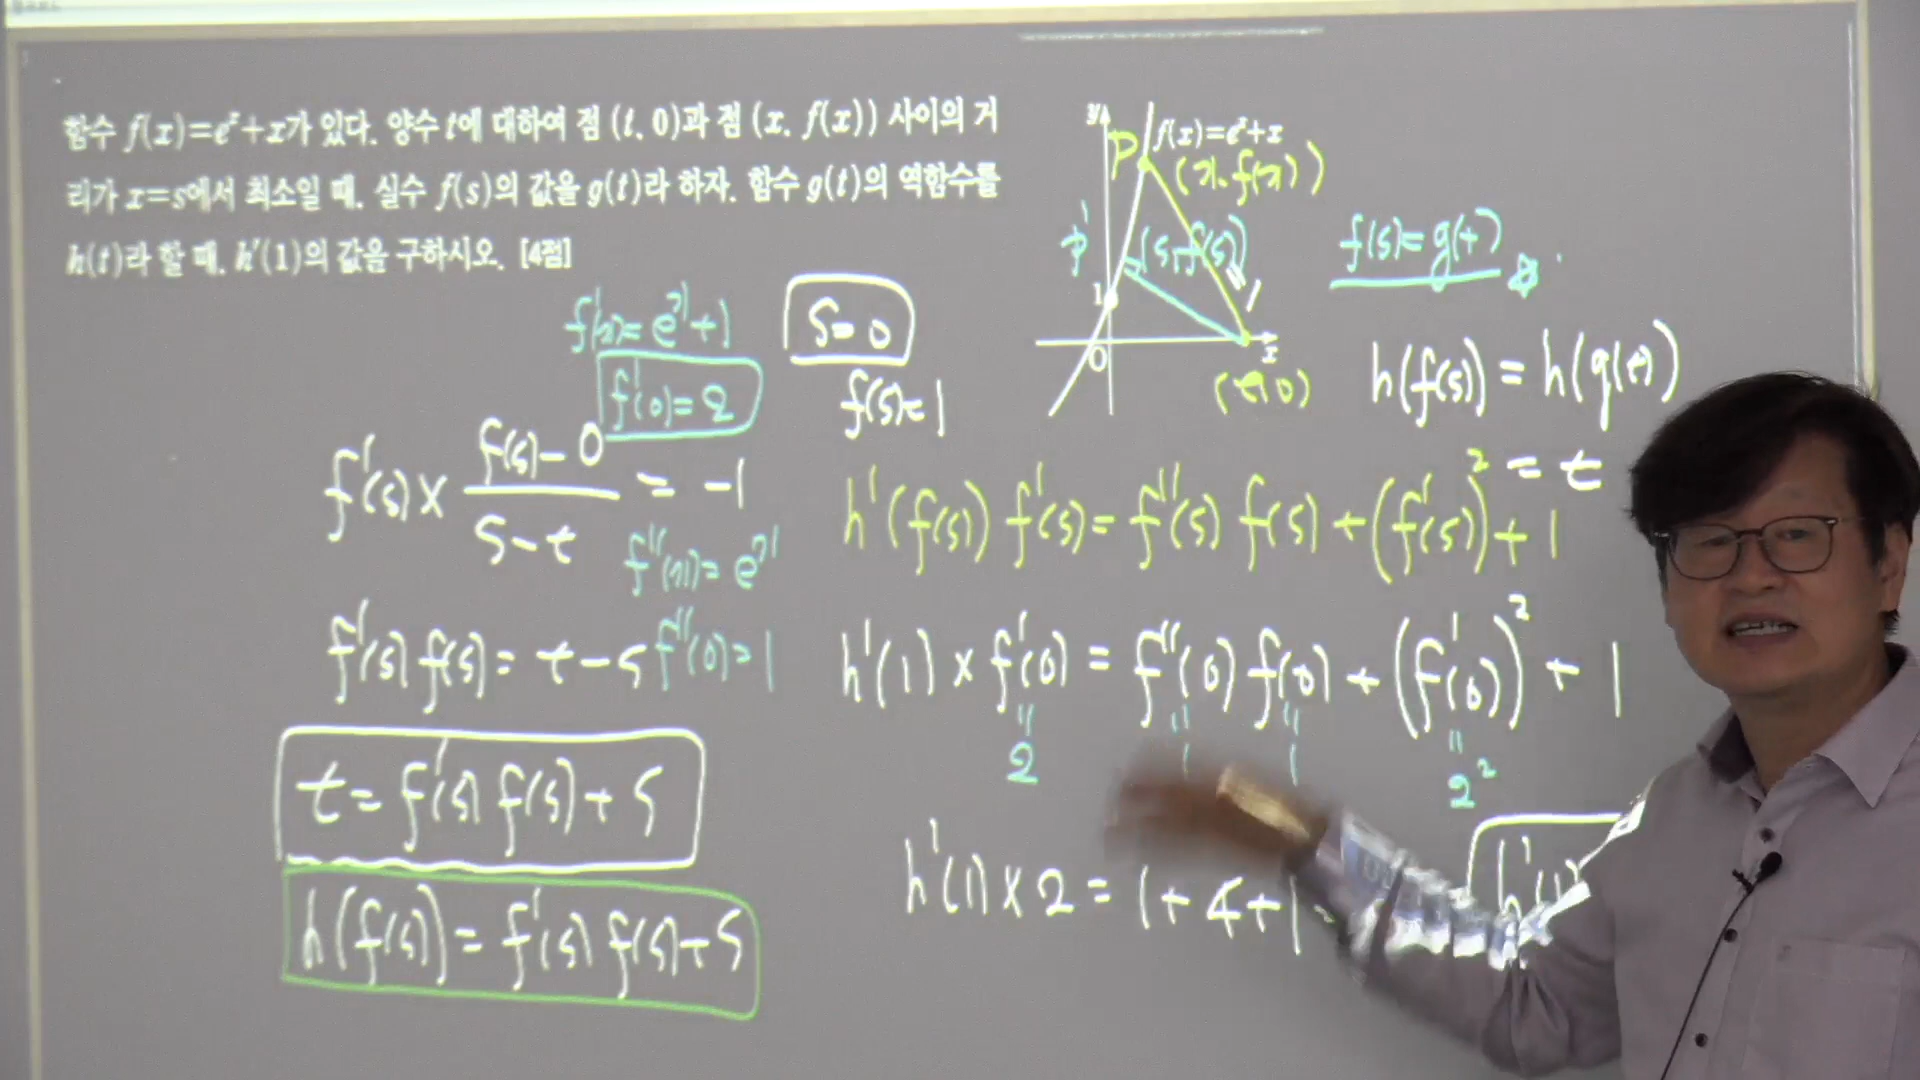 함수 f(x)=eˣ+x가 있다. 양수 t에 대하여 점 (t, 0)과 점 (x, f(x)) 사이의 거
리가 x=s에서 최소일 때, 실수 f(s)의 값을 g(t)라 하자. 함수 g(t)의 역함수를
h(t)라 할 때, h′(1)의 값을 구하시오. [4점]
y
f(x)=eˣ+x
P
(x, f(x))
P′
(s, f(s))
1
O
x
(t, 0)
f(s)=g(t)
f′(x)=eˣ+1
f′(0)=2
s=0
f(s)=1
h(f(s))=h(g(t))
=t
f′(s)×(f(s)-0)/(s-t)=-1
f″(x)=eˣ
f′(s)f(s)=t-s
f″(0)=1
t=f′(s)f(s)+s
h(f(s))=f′(s)f(s)+s
h′(f(s))f′(s)=f″(s)f(s)+(f′(s))²+1
h′(1)×f′(0)=f″(0)f(0)+(f′(0))²+1
2 1 1 2²
h′(1)×2=1+4+1
h′(1)